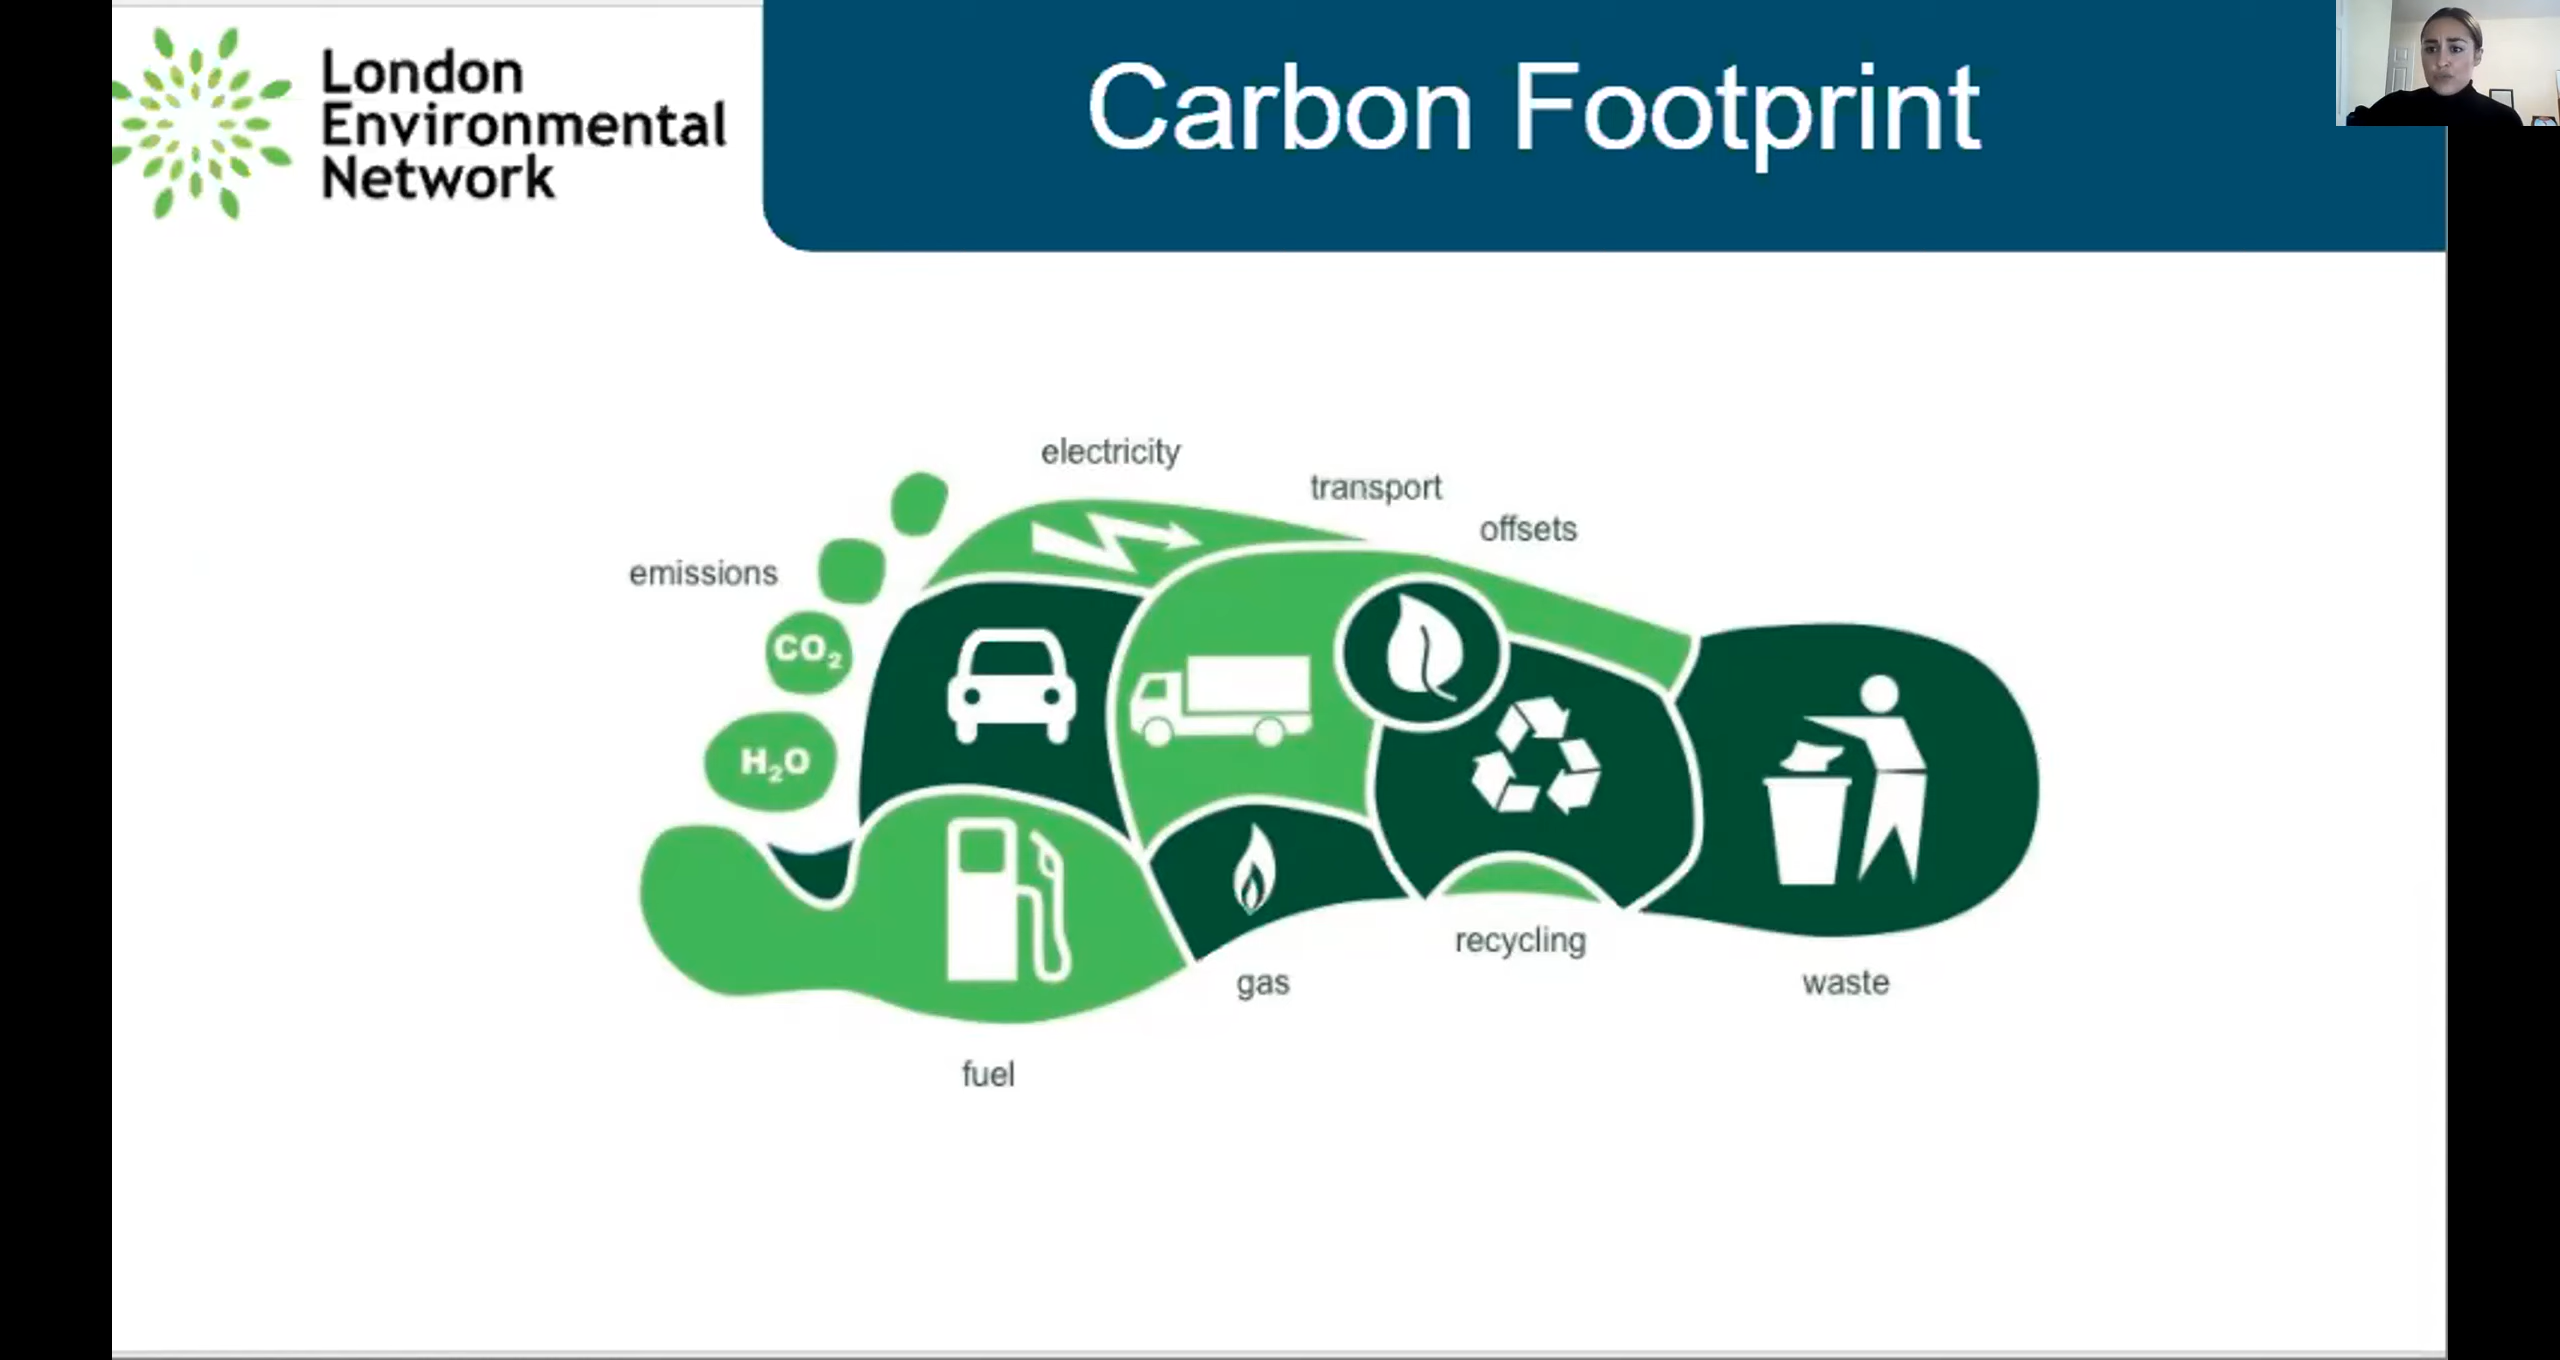 London
Environmental
Network
Carbon Footprint
electricity
transport
offsets
emissions
CO₂
H₂O
recycling
gas
waste
fuel